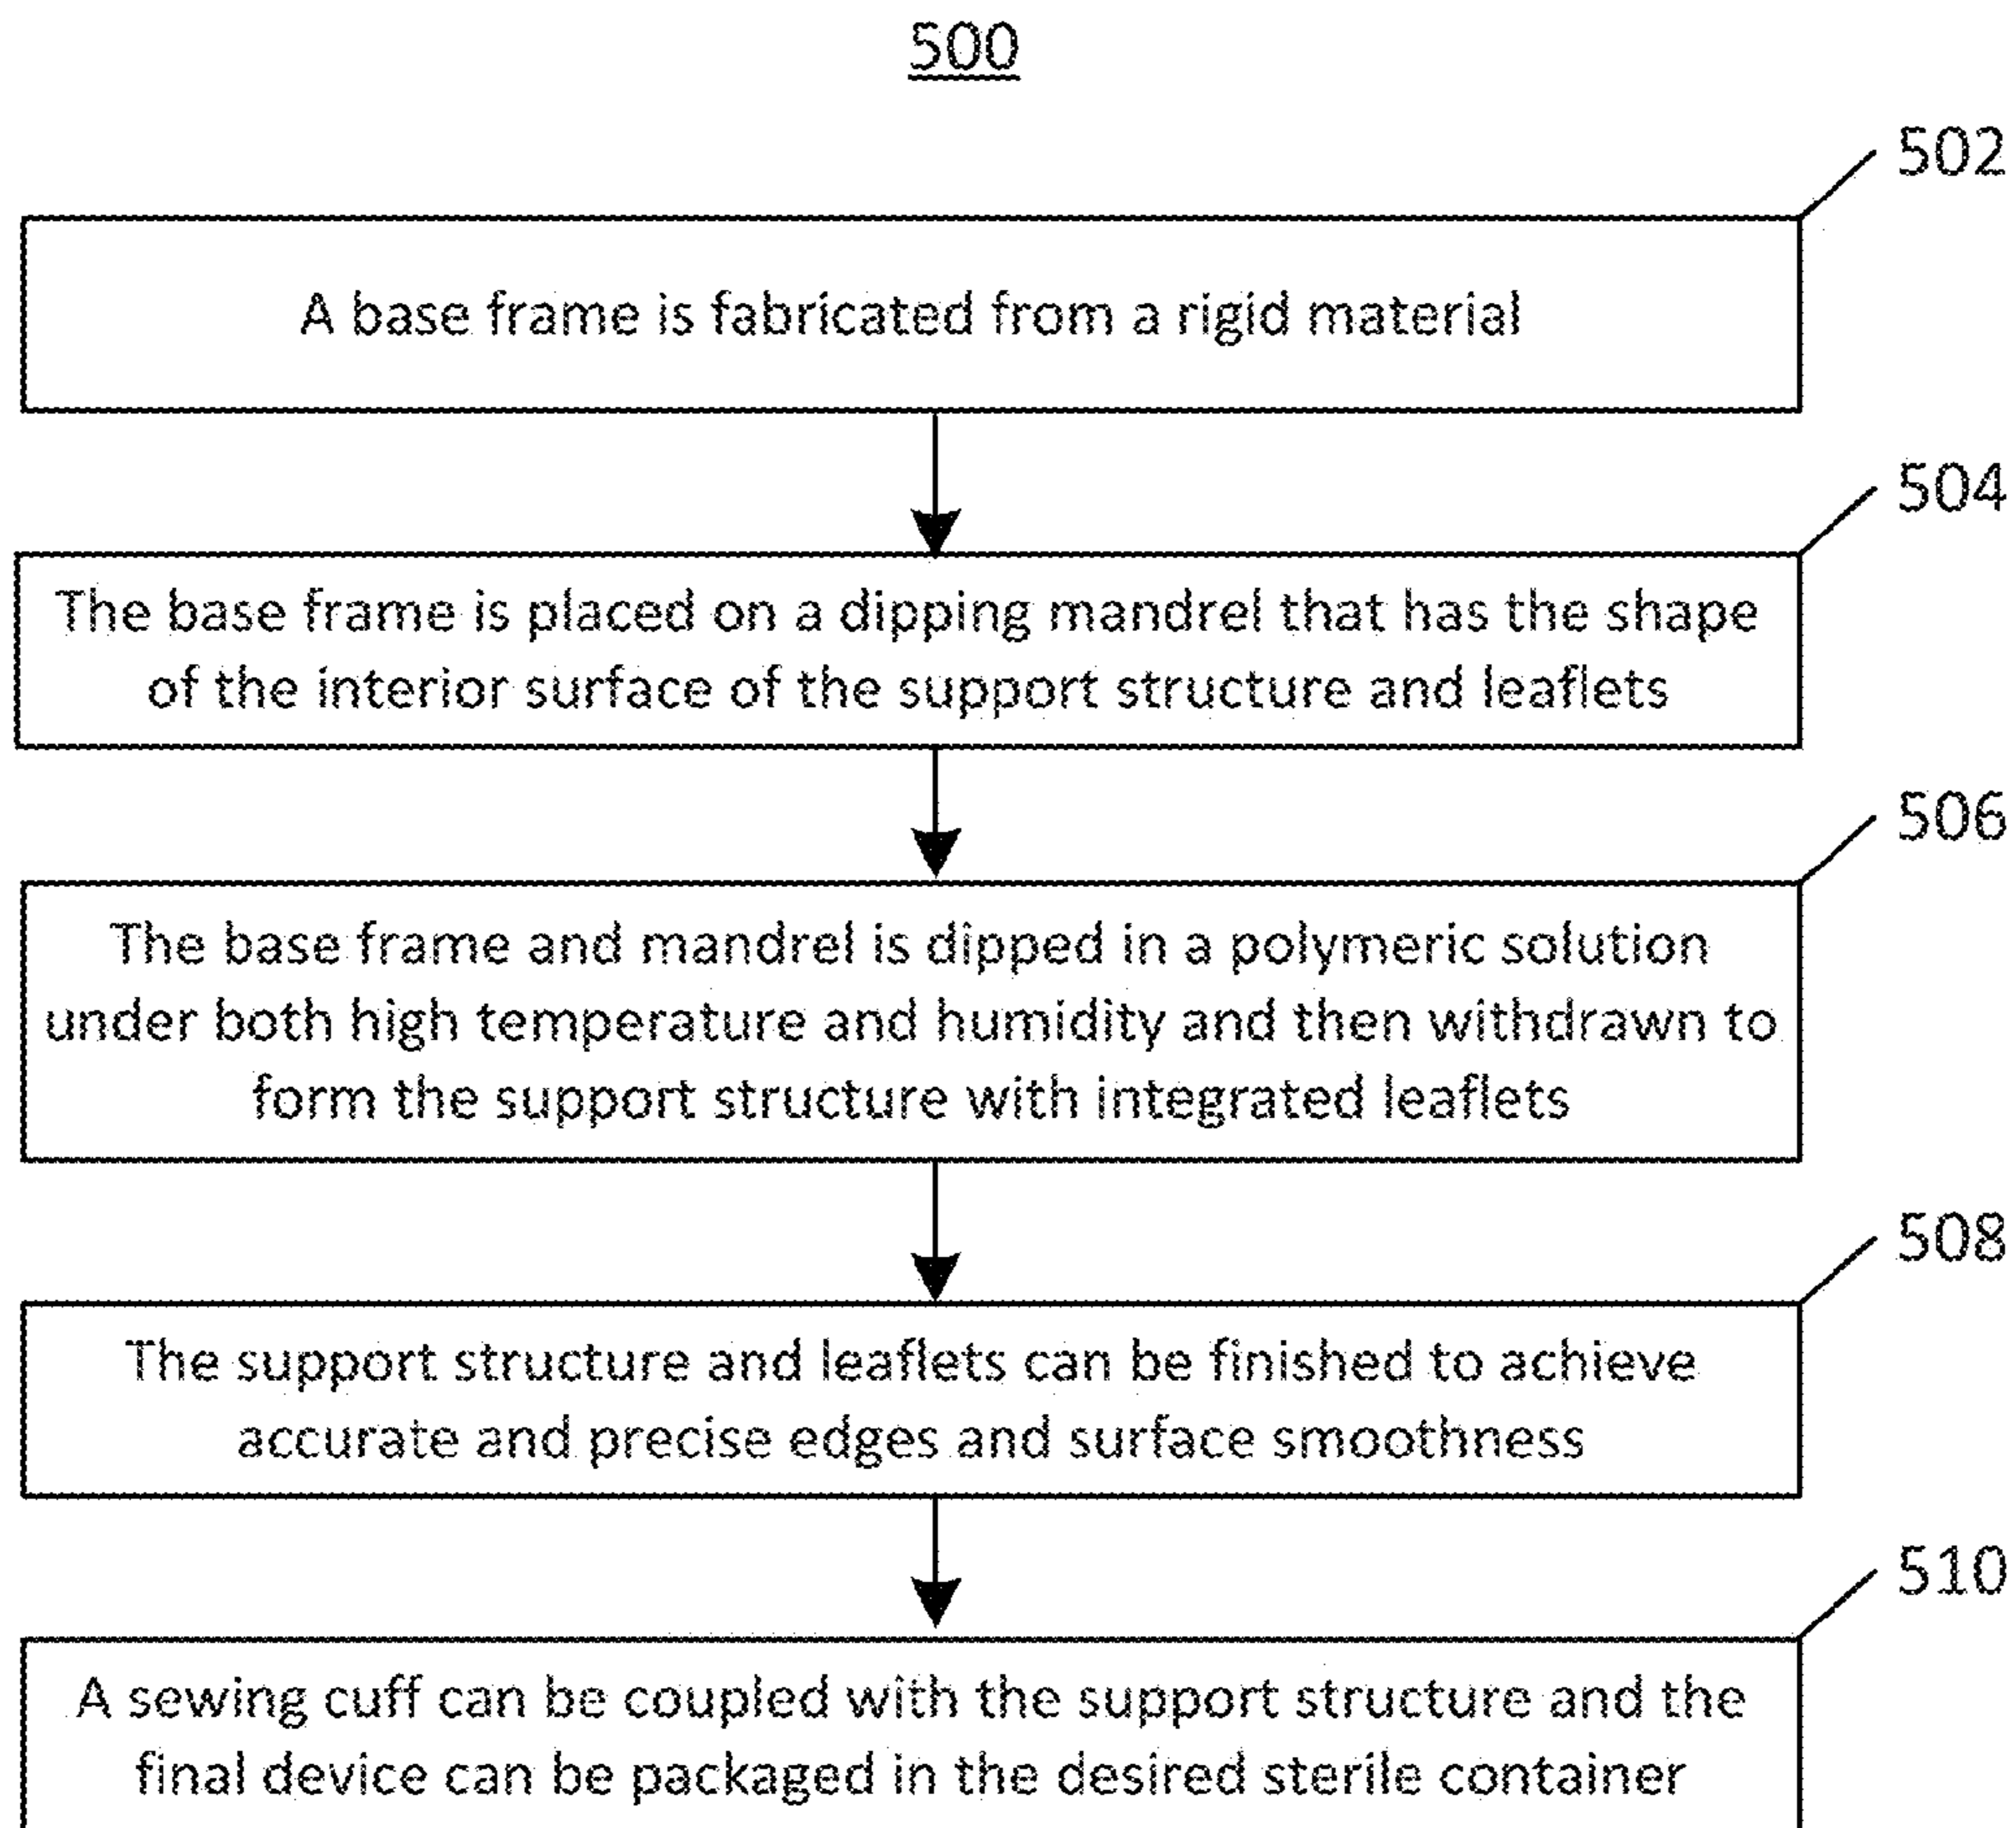 500
502
A base frame is fabricated from a rigid material
504
The base frame is placed on a dipping mandrel that has the shape
of the interior surface of the support structure and leaflets
506
The base frame and mandrel is dipped in a polymeric solution
under both high temperature and humidity and then withdrawn to
form the support structure with integrated leaflets
508
The support structure and leaflets can be finished to achieve
accurate and precise edges and surface smoothness
510
A sewing cuff can be coupled with the support structure and the
final device can be packaged in the desired sterile container